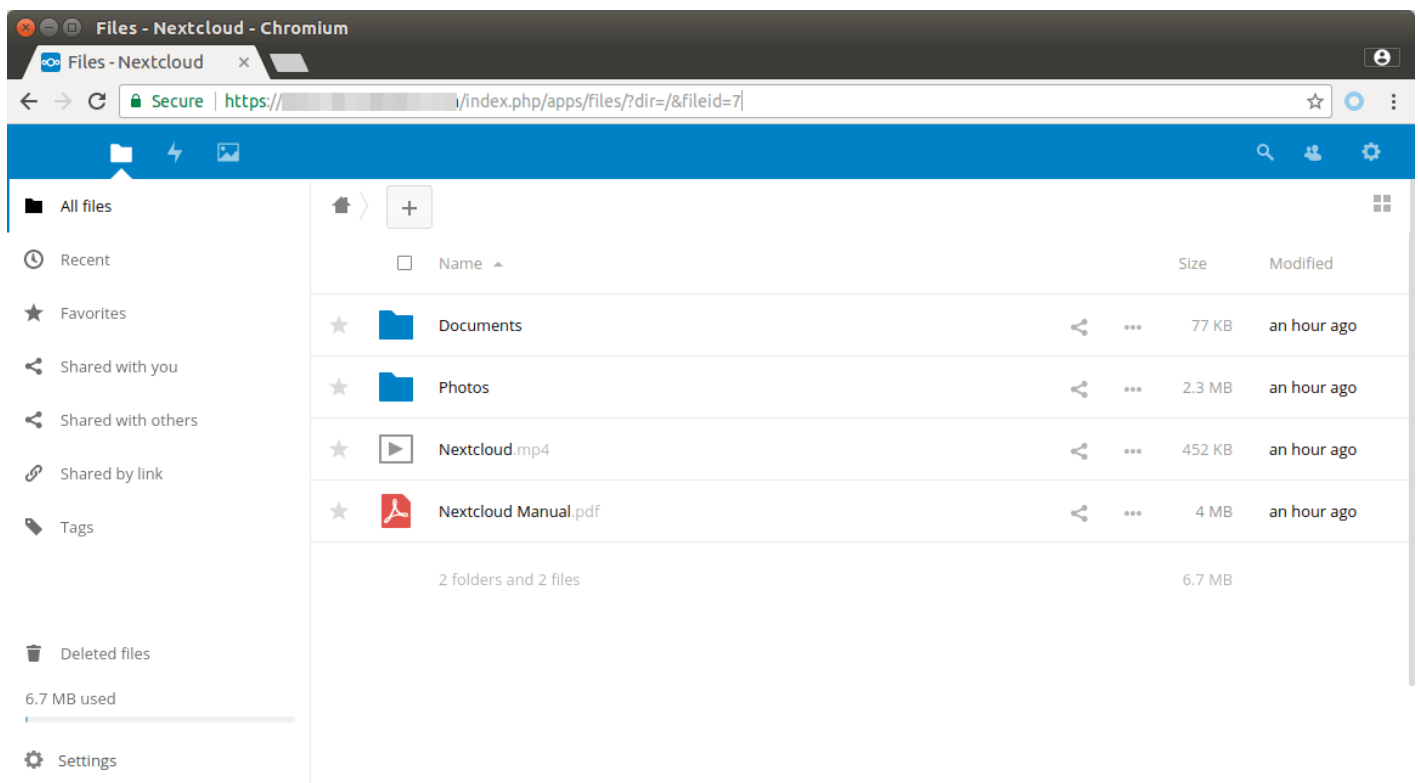 Files - Nextcloud - Chromium
Files - Nextcloud
Secure https:// /index.php/apps/files/?dir=/&fileid=7
All files
Recent
Favorites
Shared with you
Shared with others
Shared by link
Tags
Deleted files
6.7 MB used
Settings
Name Size Modified
Documents 77 KB an hour ago
Photos 2.3 MB an hour ago
Nextcloud.mp4 452 KB an hour ago
Nextcloud Manual.pdf 4 MB an hour ago
2 folders and 2 files 6.7 MB